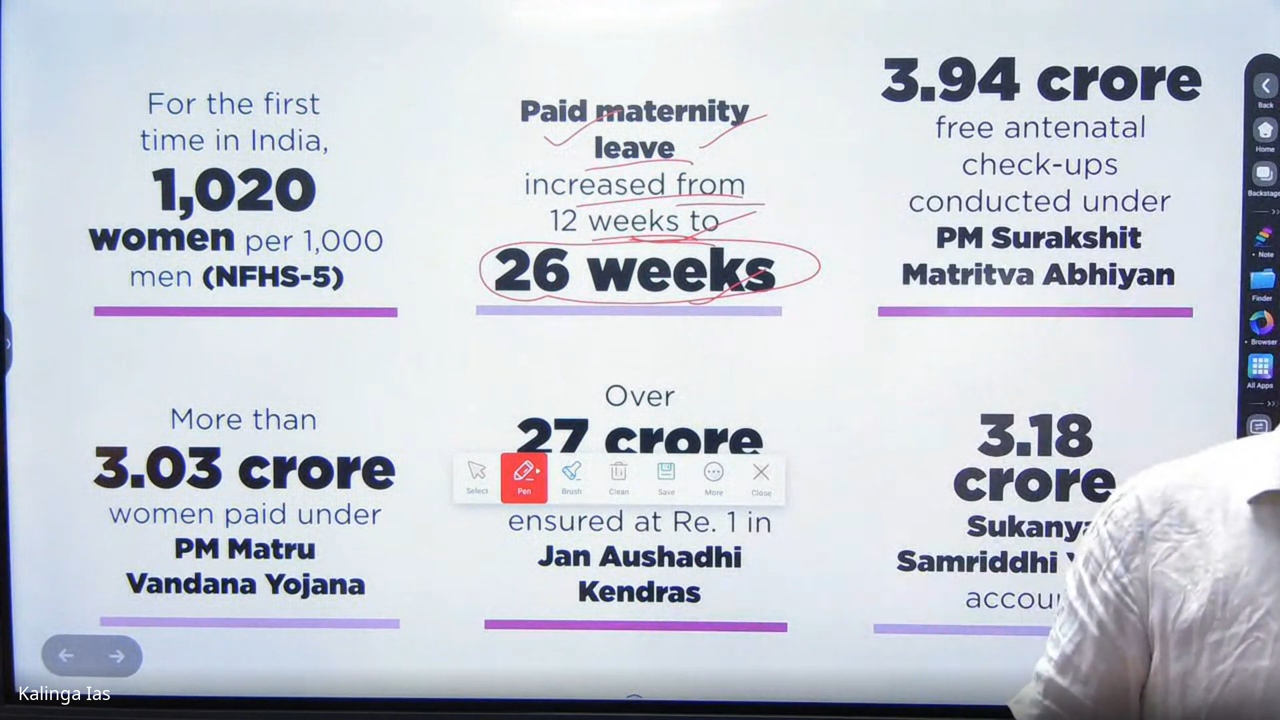 For the first
time in India,
1,020
women per 1,000
men (NFHS-5)
Paid maternity
leave
increased from
12 weeks to
26 weeks
3.94 crore
free antenatal
check-ups
conducted under
PM Surakshit
Matritva Abhiyan
More than
3.03 crore
women paid under
PM Matru
Vandana Yojana
Over
27 crore
ensured at Re. 1 in
Jan Aushadhi
Kendras
3.18
crore
Sukanya
Samriddhi
Select
Pen
Brush
Clean
Save
More
Close
Back
Home
Backstage
Note
Finder
Browser
All Apps
Kalinga Ias